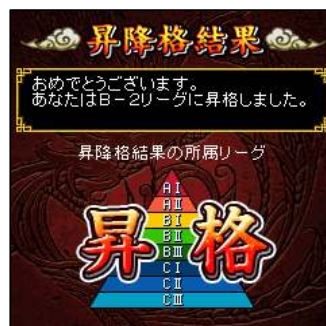 昇降格結果
おめでとうございます。
あなたはB－2リーグに昇格しました。
昇降格結果の所属リーグ
AⅠ
AⅡ
BⅠ
BⅡ
BⅢ
CⅠ
CⅡ
CⅢ
昇格